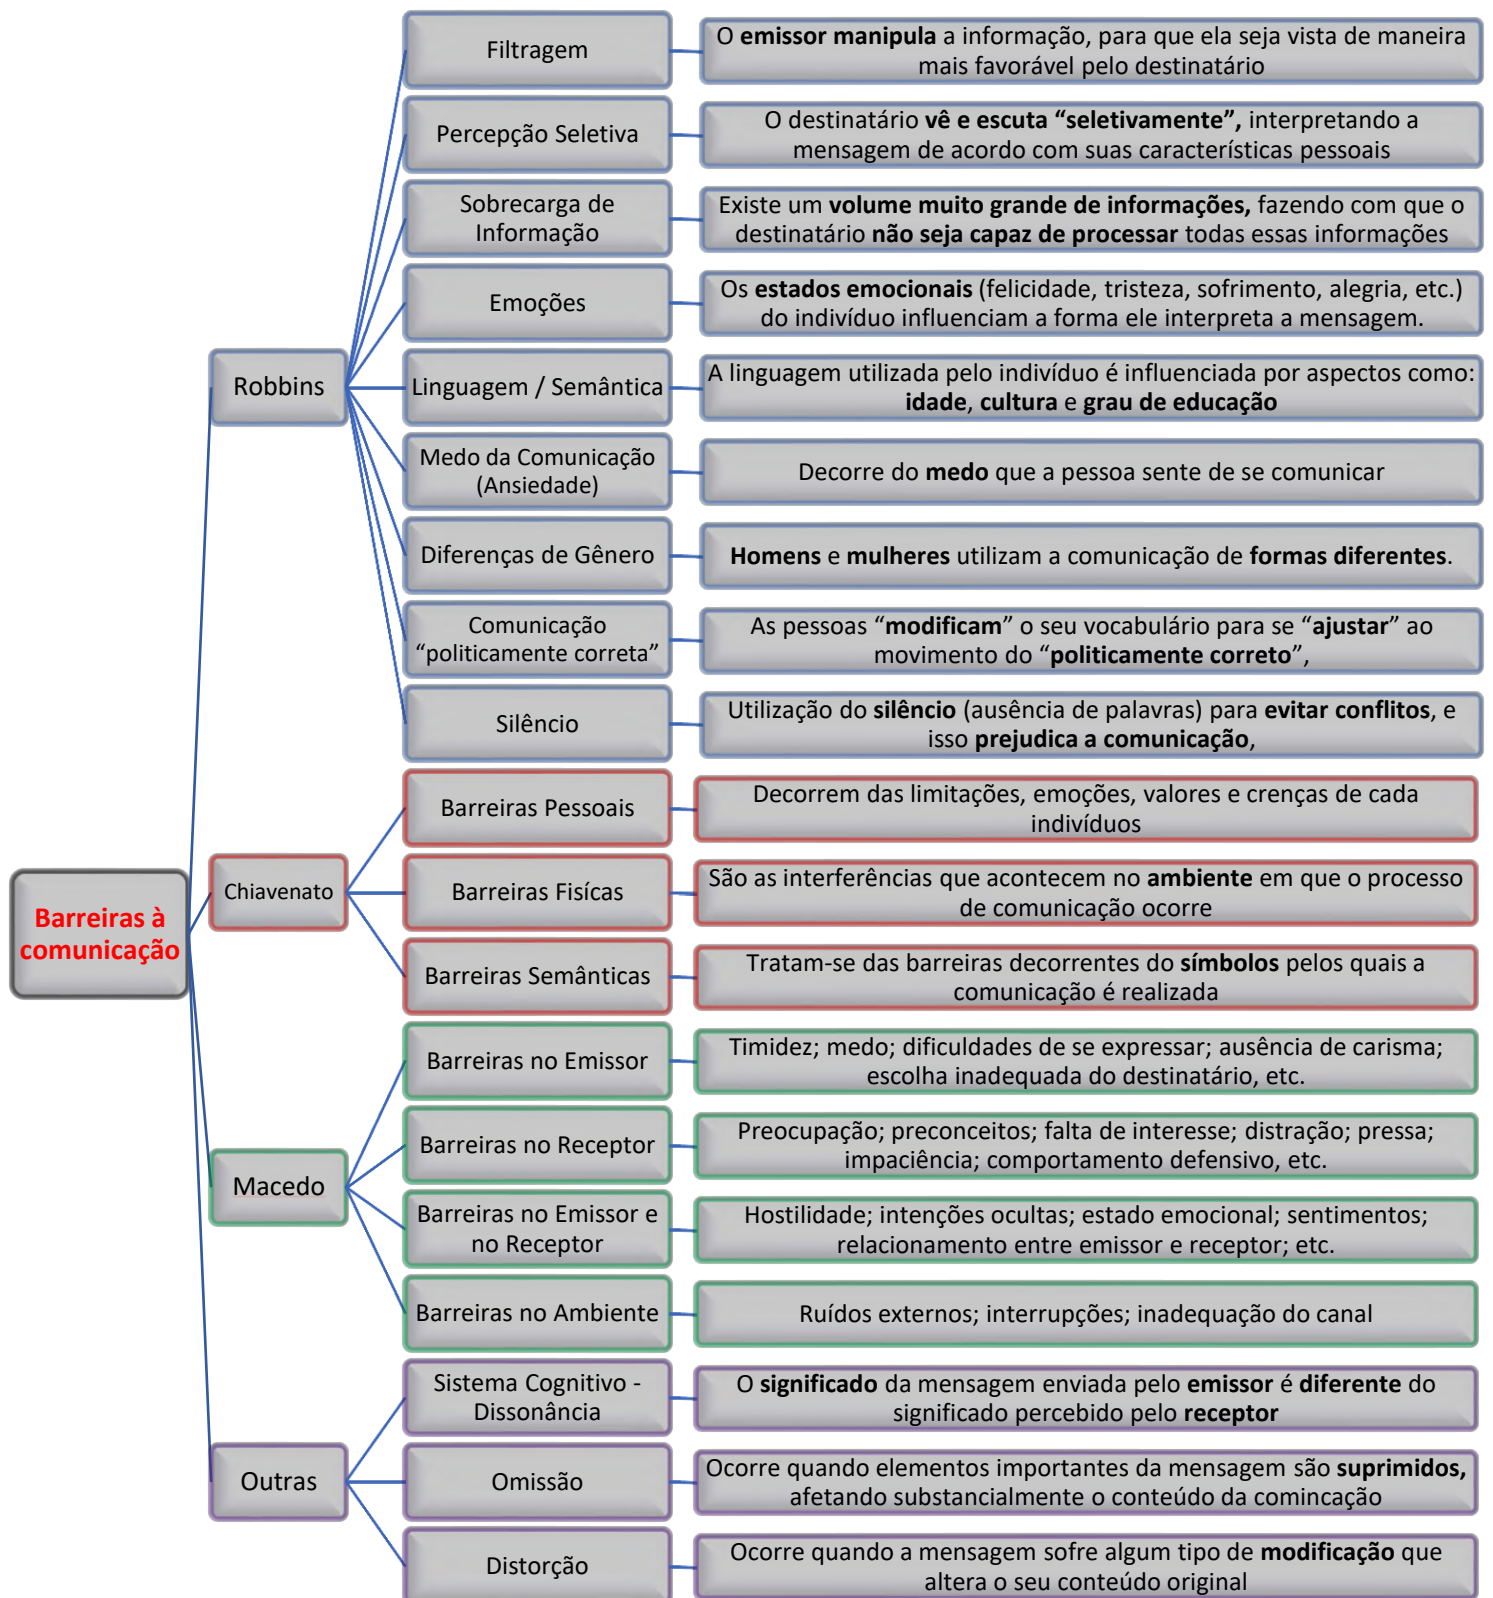 Barreiras à
comunicação
Robbins
Filtragem
O emissor manipula a informação, para que ela seja vista de maneira
mais favorável pelo destinatário
Percepção Seletiva
O destinatário vê e escuta “seletivamente”, interpretando a
mensagem de acordo com suas características pessoais
Sobrecarga de
Informação
Existe um volume muito grande de informações, fazendo com que o
destinatário não seja capaz de processar todas essas informações
Emoções
Os estados emocionais (felicidade, tristeza, sofrimento, alegria, etc.)
do indivíduo influenciam a forma ele interpreta a mensagem.
Linguagem / Semântica
A linguagem utilizada pelo indivíduo é influenciada por aspectos como:
idade, cultura e grau de educação
Medo da Comunicação
(Ansiedade)
Decorre do medo que a pessoa sente de se comunicar
Diferenças de Gênero
Homens e mulheres utilizam a comunicação de formas diferentes.
Comunicação
“politicamente correta”
As pessoas “modificam” o seu vocabulário para se “ajustar” ao
movimento do “politicamente correto”,
Silêncio
Utilização do silêncio (ausência de palavras) para evitar conflitos, e
isso prejudica a comunicação,
Chiavenato
Barreiras Pessoais
Decorrem das limitações, emoções, valores e crenças de cada
indivíduos
Barreiras Fisícas
São as interferências que acontecem no ambiente em que o processo
de comunicação ocorre
Barreiras Semânticas
Tratam-se das barreiras decorrentes do símbolos pelos quais a
comunicação é realizada
Macedo
Barreiras no Emissor
Timidez; medo; dificuldades de se expressar; ausência de carisma;
escolha inadequada do destinatário, etc.
Barreiras no Receptor
Preocupação; preconceitos; falta de interesse; distração; pressa;
impaciência; comportamento defensivo, etc.
Barreiras no Emissor e
no Receptor
Hostilidade; intenções ocultas; estado emocional; sentimentos;
relacionamento entre emissor e receptor; etc.
Barreiras no Ambiente
Ruídos externos; interrupções; inadequação do canal
Outras
Sistema Cognitivo -
Dissonância
O significado da mensagem enviada pelo emissor é diferente do
significado percebido pelo receptor
Omissão
Ocorre quando elementos importantes da mensagem são suprimidos,
afetando substancialmente o conteúdo da comincação
Distorção
Ocorre quando a mensagem sofre algum tipo de modificação que
altera o seu conteúdo original